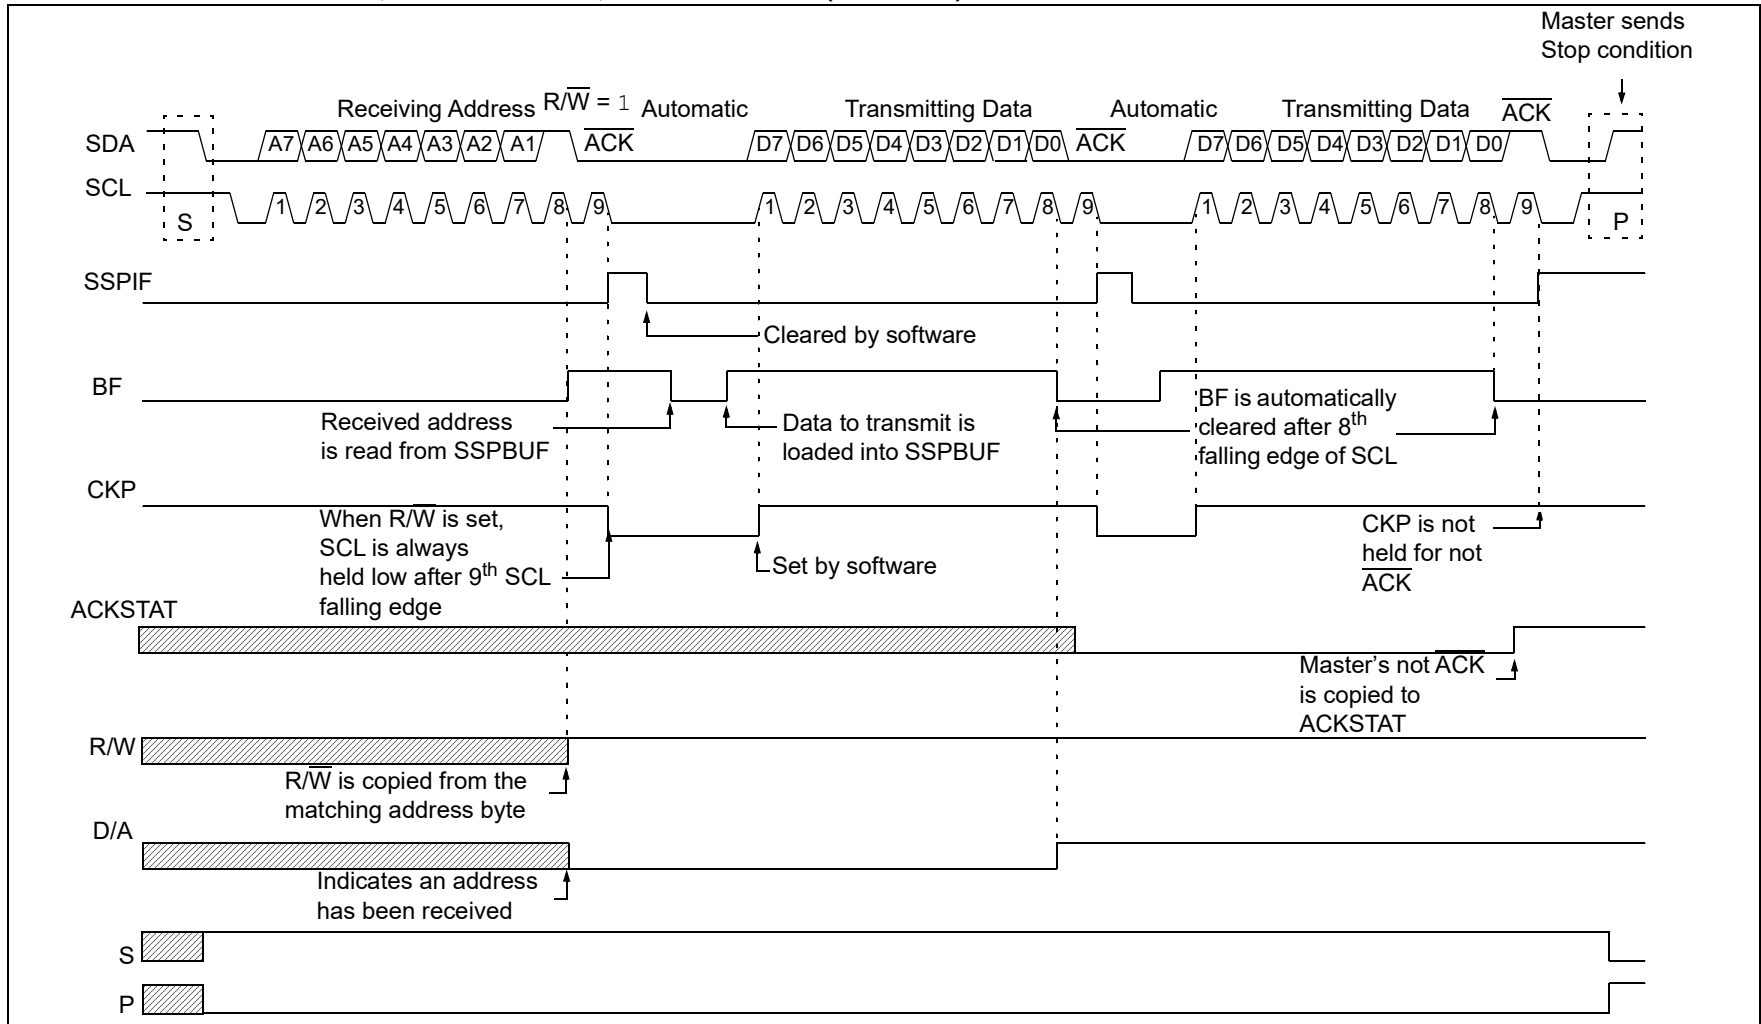 Master sends
Stop condition
Receiving Address R/W̅ = 1 Automatic Transmitting Data Automatic Transmitting Data A̅C̅K̅
SDA A7 A6 A5 A4 A3 A2 A1 A̅C̅K̅ D7 D6 D5 D4 D3 D2 D1 D0 A̅C̅K̅ D7 D6 D5 D4 D3 D2 D1 D0
SCL 1 2 3 4 5 6 7 8 9 1 2 3 4 5 6 7 8 9 1 2 3 4 5 6 7 8 9
S P
SSPIF
Cleared by software
BF
Received address
is read from SSPBUF
Data to transmit is
loaded into SSPBUF
BF is automatically
cleared after 8th
falling edge of SCL
CKP
When R/W̅ is set,
SCL is always
held low after 9th SCL
falling edge
Set by software
CKP is not
held for not
A̅C̅K̅
ACKSTAT
Master's not A̅C̅K̅
is copied to
ACKSTAT
R/W
R/W̅ is copied from the
matching address byte
D/A
Indicates an address
has been received
S
P